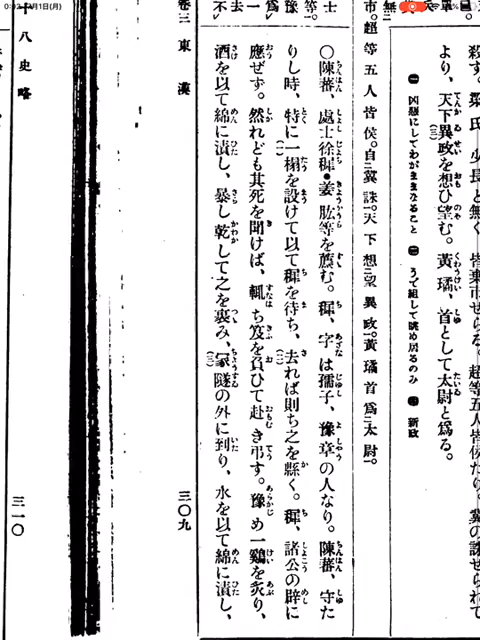 殺す。梁氏、少長と無く、皆棄市せらる。超等五人皆侯たり。冀の誅せられて
より、天下異政を想ひ望む。黃瓊、首として太尉と爲る。
㊀ 凶惡にしてわがままなること ㊁ うで組して眺め居るのみ 新政
市。超等五人皆侯。自冀誅。天下想望異政。黃瓊首爲太尉。
〇陳蕃、處士徐穉・姜肱等を薦む。穉、字は孺子、豫章の人なり。陳蕃、守た
りし時、特に一榻を設けて以て穉を待ち、去れば則ち之を縣く。穉、諸公の辟に
應ぜず。然れども其死を聞けば、輒ち笈を負ひて赴き弔す。豫め一鷄を炙り、
酒を以て綿に漬し、暴し乾して之を裹み、冢隧の外に到り、水を以て綿に漬し、
卷三 東漢
三〇九
十八史略
三一〇